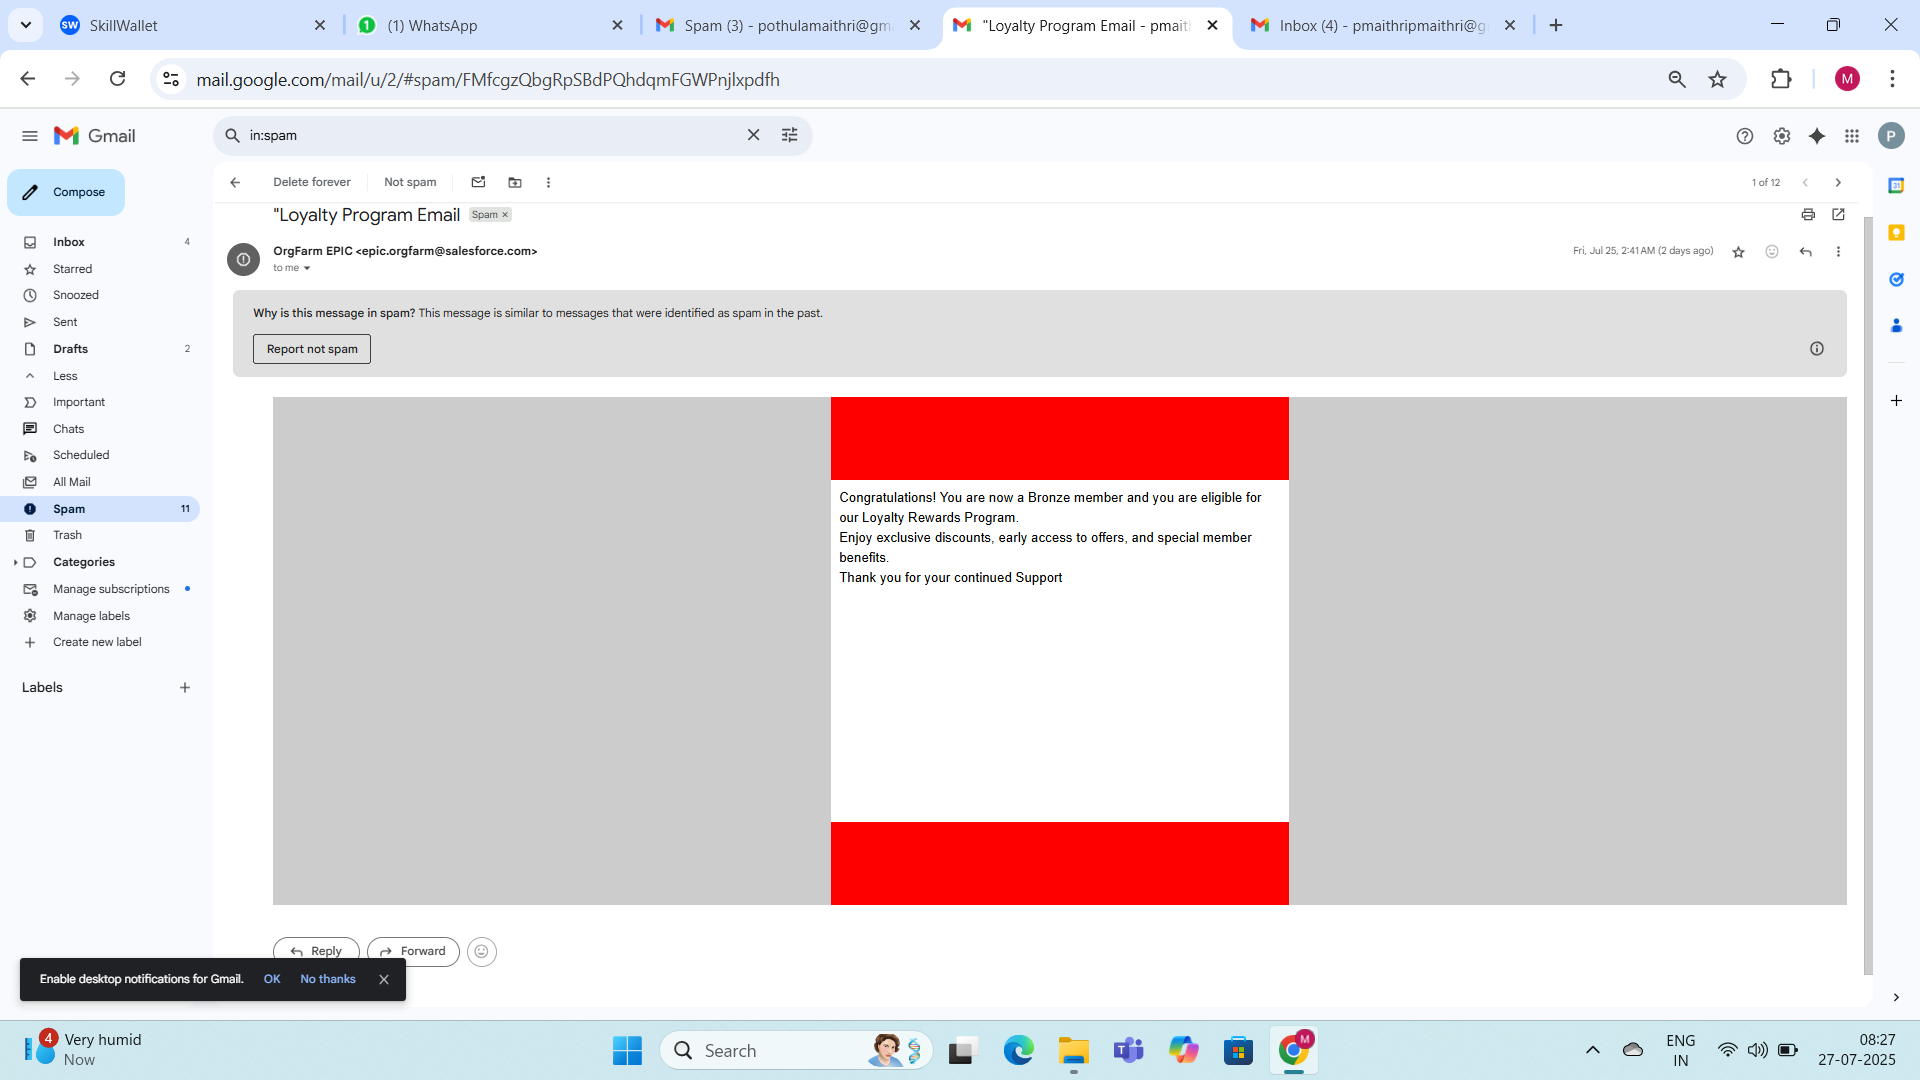 SkillWallet
(1) WhatsApp
Spam (3) - pothulamaithri@gm
"Loyalty Program Email - pmait
Inbox (4) - pmaithripmaithri@g
mail.google.com/mail/u/2/#spam/FMfcgzQbgRpSBdPQhdqmFGWPnjlxpdfh
M
Gmail
in:spam
P
Compose
Delete forever
Not spam
1 of 12
"Loyalty Program Email
Spam ×
OrgFarm EPIC <epic.orgfarm@salesforce.com>
Fri, Jul 25, 2:41 AM (2 days ago)
to me
Why is this message in spam? This message is similar to messages that were identified as spam in the past.
Report not spam
Inbox 4
Starred
Snoozed
Sent
Drafts 2
Less
Important
Chats
Scheduled
All Mail
Spam 11
Trash
Categories
Manage subscriptions
Manage labels
Create new label
Labels
Congratulations! You are now a Bronze member and you are eligible for
our Loyalty Rewards Program.
Enjoy exclusive discounts, early access to offers, and special member
benefits.
Thank you for your continued Support
Reply
Forward
Enable desktop notifications for Gmail. OK No thanks
4
Very humid
Now
Search
M
ENG
IN
08:27
27-07-2025